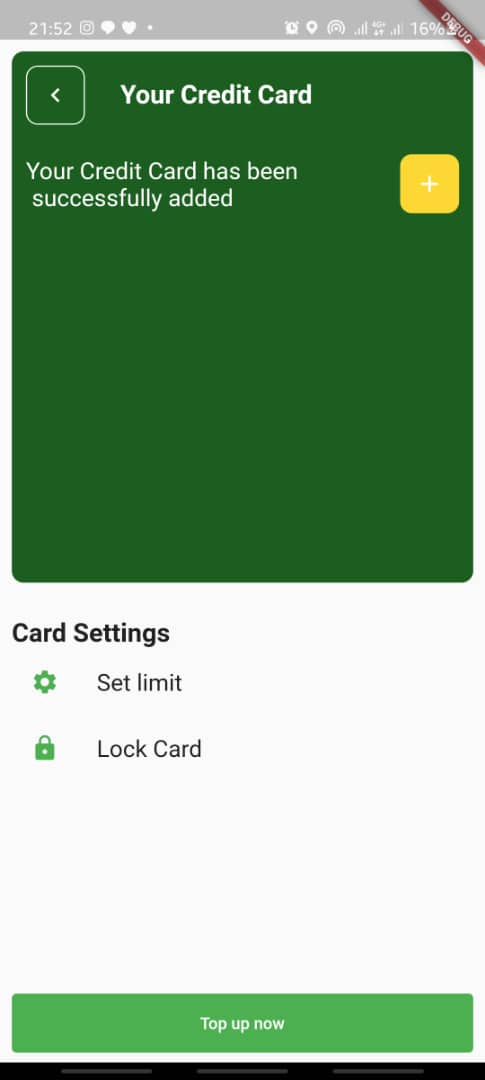 21:52
4G+
16%
DEBUG
Your Credit Card
Your Credit Card has been
successfully added
Card Settings
Set limit
Lock Card
Top up now